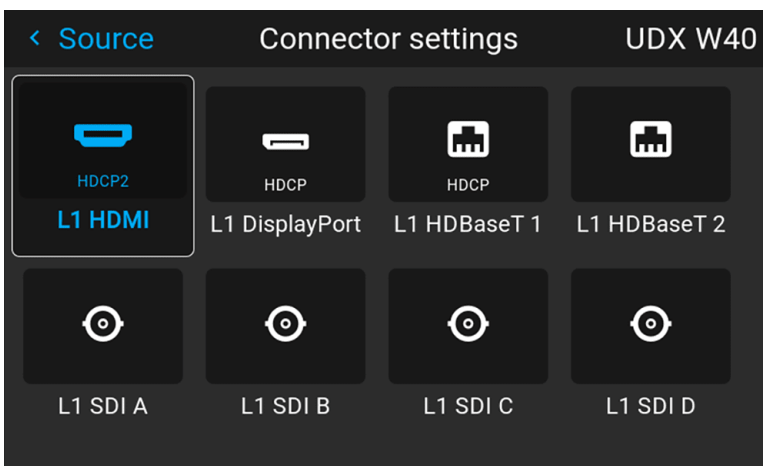 Source
Connector settings
UDX W40
HDCP2
HDCP
HDCP
L1 HDMI
L1 DisplayPort
L1 HDBaseT 1
L1 HDBaseT 2
L1 SDI A
L1 SDI B
L1 SDI C
L1 SDI D